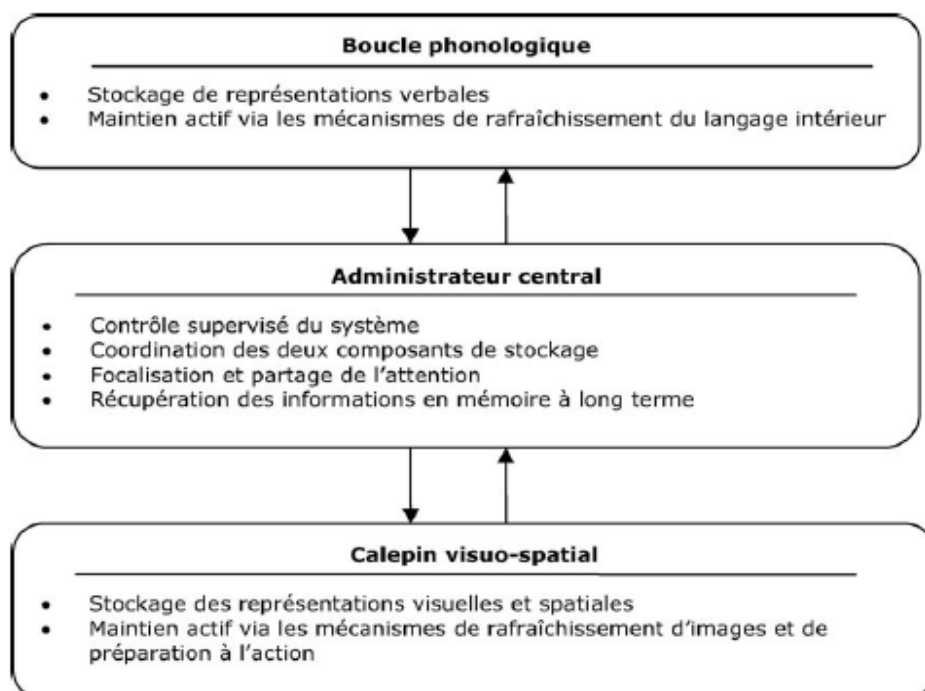 Boucle phonologique
• Stockage de représentations verbales
• Maintien actif via les mécanismes de rafraîchissement du langage intérieur
Administrateur central
• Contrôle supervisé du système
• Coordination des deux composants de stockage
• Focalisation et partage de l'attention
• Récupération des informations en mémoire à long terme
Calepin visuo-spatial
• Stockage des représentations visuelles et spatiales
• Maintien actif via les mécanismes de rafraîchissement d'images et de
préparation à l'action